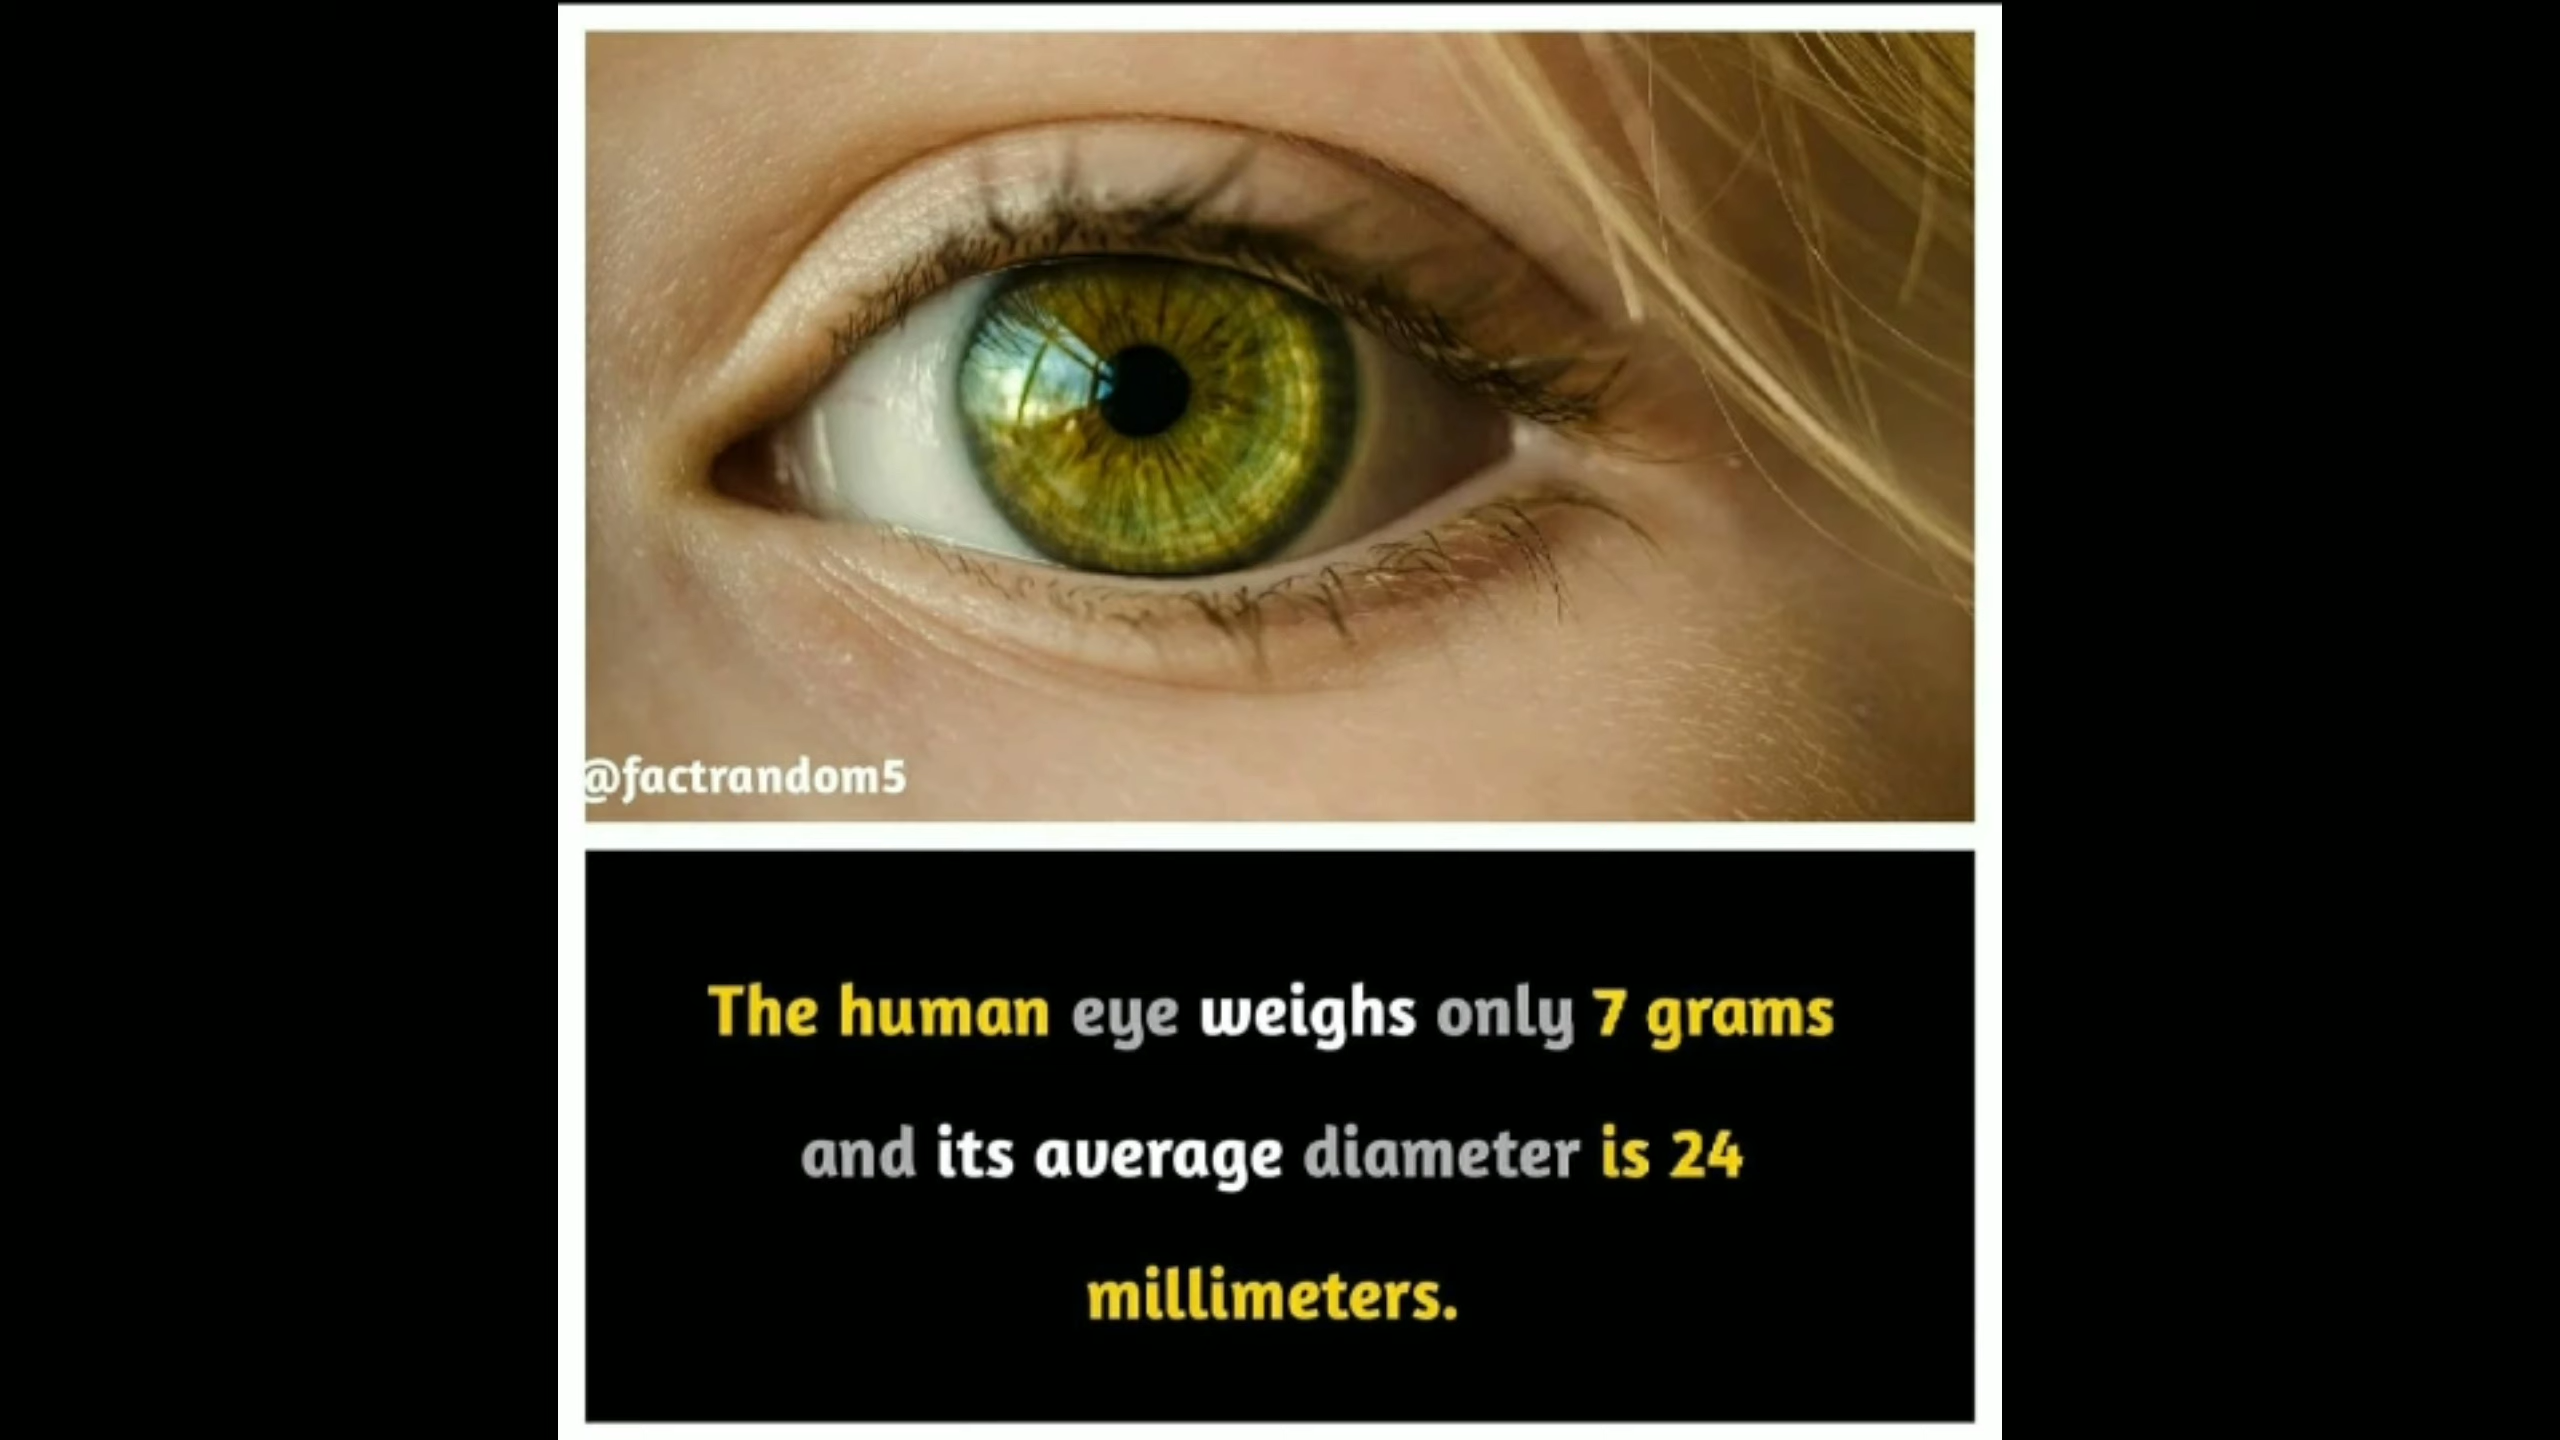 @factrandom5
The human eye weighs only 7 grams
and its average diameter is 24
millimeters.